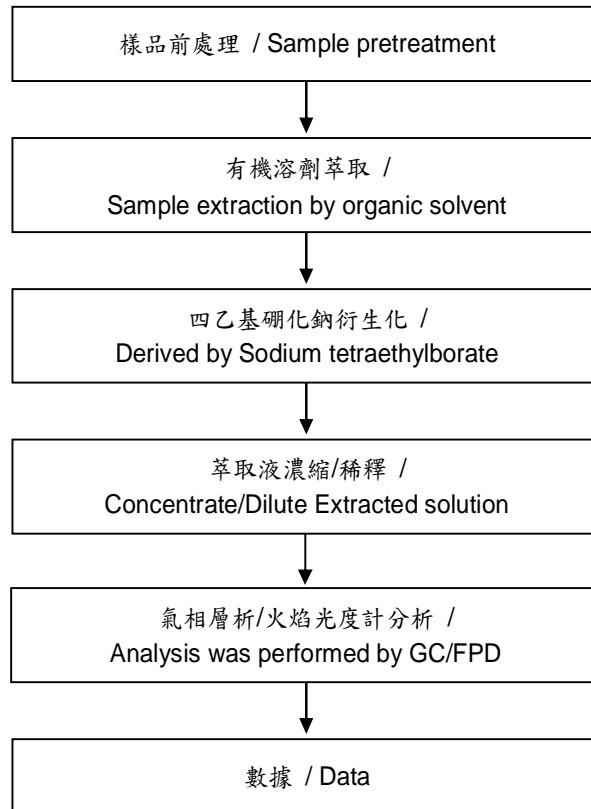 樣品前處理 / Sample pretreatment
有機溶劑萃取 /
Sample extraction by organic solvent
四乙基硼化鈉衍生化 /
Derived by Sodium tetraethylborate
萃取液濃縮/稀釋 /
Concentrate/Dilute Extracted solution
氣相層析/火焰光度計分析 /
Analysis was performed by GC/FPD
數據 / Data